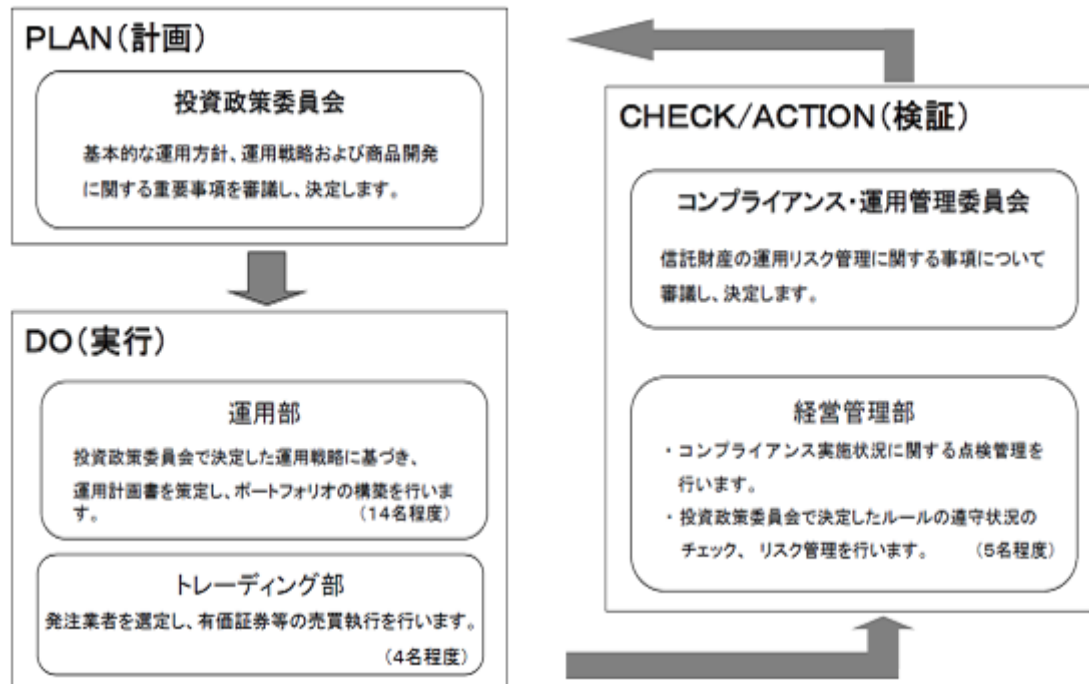 PLAN(計画)
投資政策委員会
基本的な運用方針、運用戦略および商品開発
に関する重要事項を審議し、決定します。
DO(実行)
運用部
投資政策委員会で決定した運用戦略に基づき、
運用計画書を策定し、ポートフォリオの構築を行いま
す。 (14名程度)
トレーディング部
発注業者を選定し、有価証券等の売買執行を行います。
(4名程度)
CHECK/ACTION(検証)
コンプライアンス・運用管理委員会
信託財産の運用リスク管理に関する事項について
審議し、決定します。
経営管理部
・コンプライアンス実施状況に関する点検管理を
行います。
・投資政策委員会で決定したルールの遵守状況の
チェック、リスク管理を行います。 (5名程度)